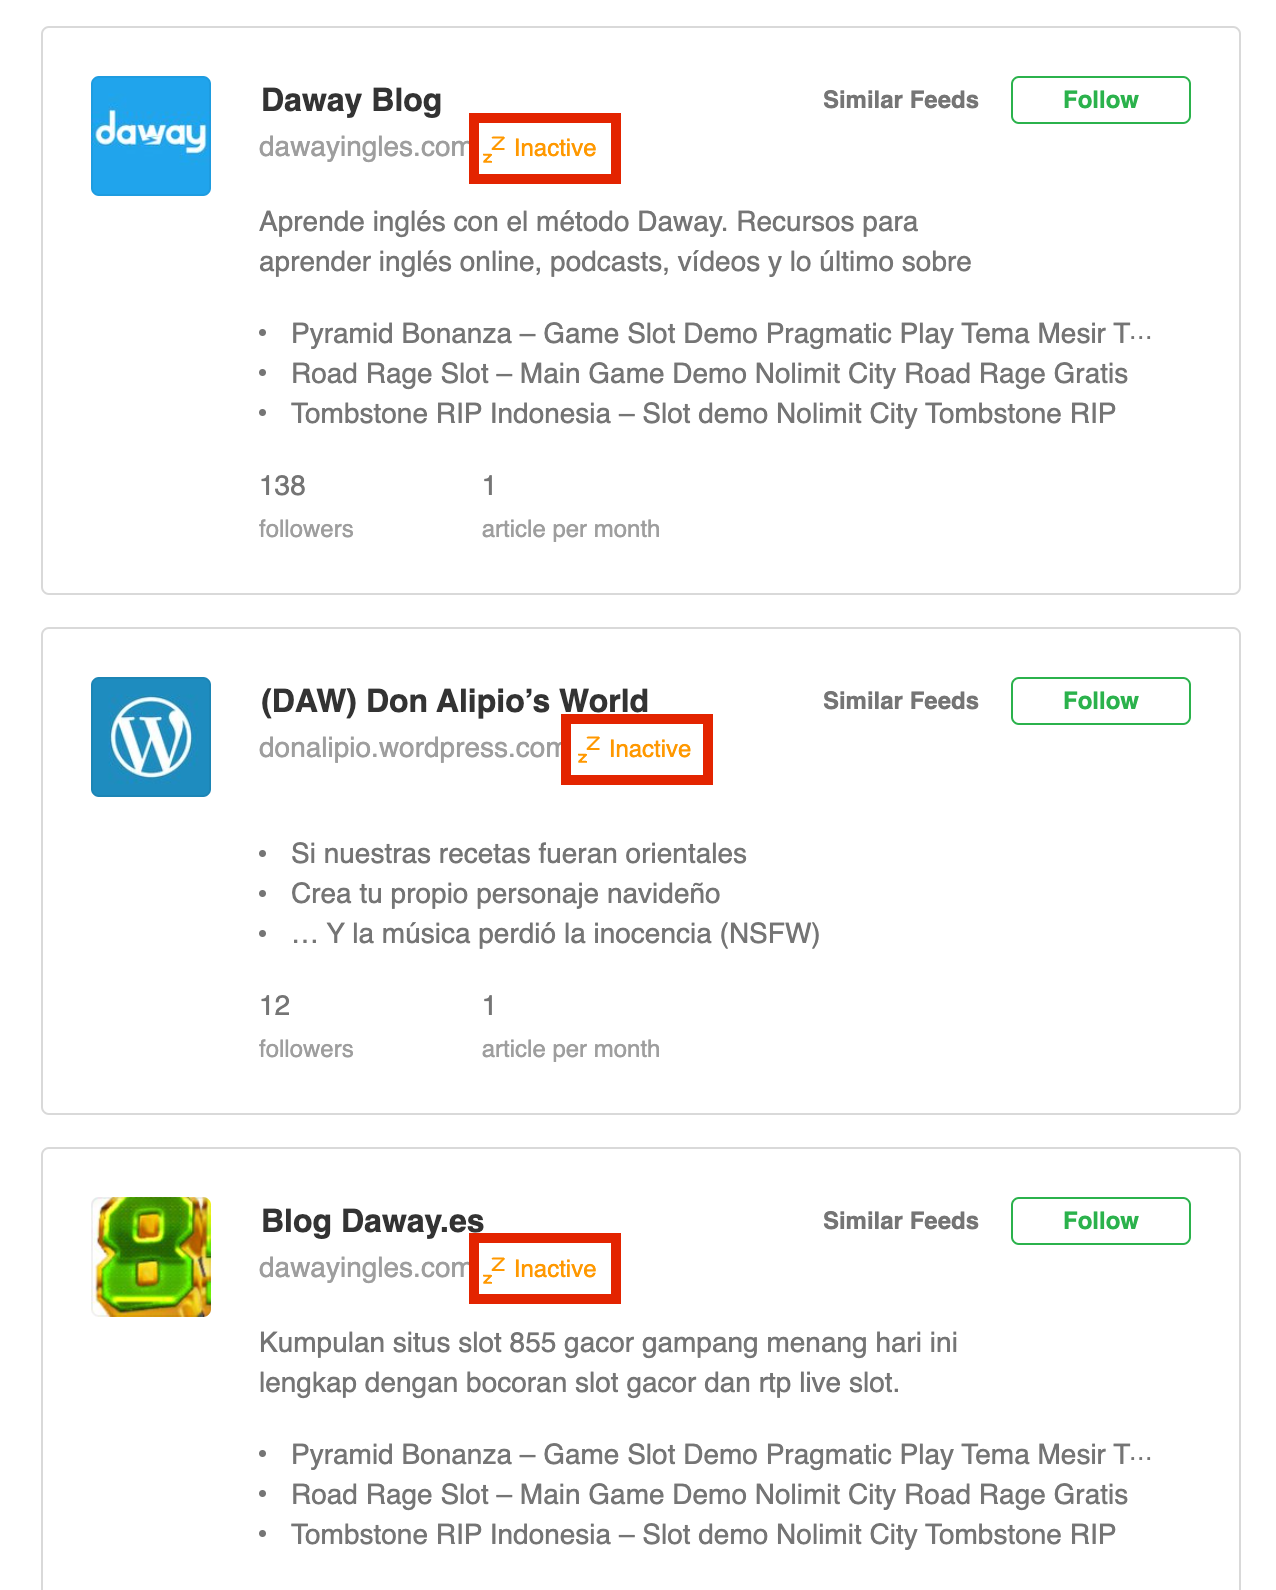 daway
Daway Blog
Similar Feeds
Follow
dawayingles.com
zz Inactive
Aprende inglés con el método Daway. Recursos para
aprender inglés online, podcasts, vídeos y lo último sobre
• Pyramid Bonanza – Game Slot Demo Pragmatic Play Tema Mesir T...
• Road Rage Slot – Main Game Demo Nolimit City Road Rage Gratis
• Tombstone RIP Indonesia – Slot demo Nolimit City Tombstone RIP
138
1
followers
article per month
W
(DAW) Don Alipio’s World
Similar Feeds
Follow
donalipio.wordpress.com
zz Inactive
• Si nuestras recetas fueran orientales
• Crea tu propio personaje navideño
• … Y la música perdió la inocencia (NSFW)
12
1
followers
article per month
8
Blog Daway.es
Similar Feeds
Follow
dawayingles.com
zz Inactive
Kumpulan situs slot 855 gacor gampang menang hari ini
lengkap dengan bocoran slot gacor dan rtp live slot.
• Pyramid Bonanza – Game Slot Demo Pragmatic Play Tema Mesir T...
• Road Rage Slot – Main Game Demo Nolimit City Road Rage Gratis
• Tombstone RIP Indonesia – Slot demo Nolimit City Tombstone RIP